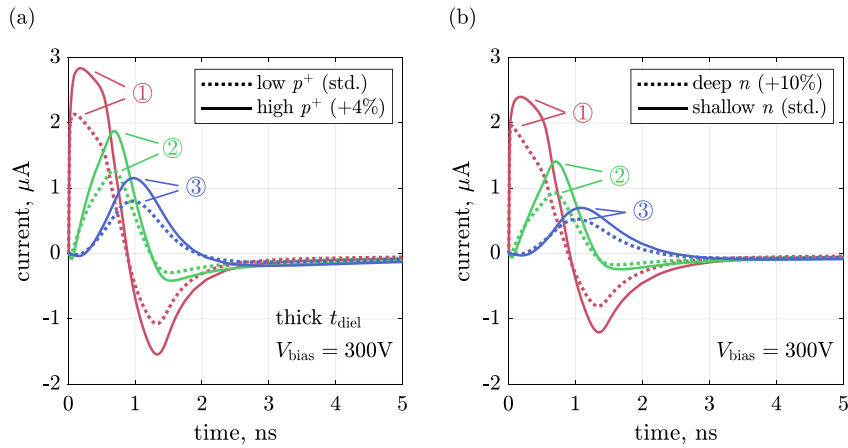 (a)
3
2
1
0
-1
-2
0 1 2 3 4 5
current, μA
time, ns
low p⁺ (std.)
high p⁺ (+4%)
①
②
③
thick t_diel
V_bias = 300V
(b)
3
2
1
0
-1
-2
0 1 2 3 4 5
current, μA
time, ns
deep n (+10%)
shallow n (std.)
①
②
③
V_bias = 300V